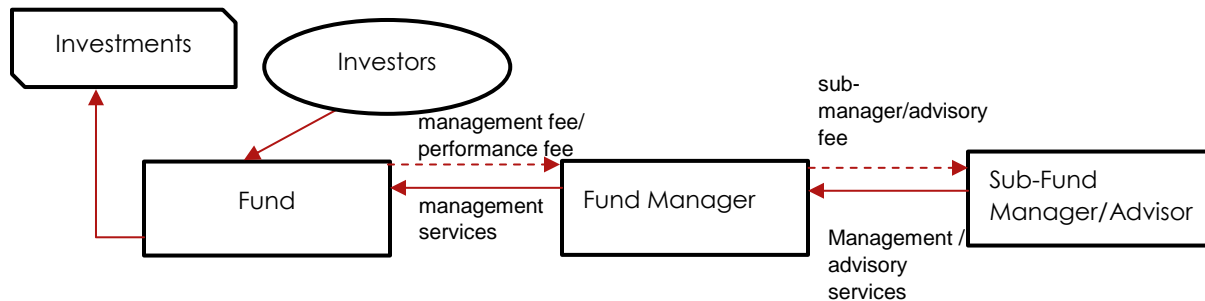 Investments
Investors
sub-
manager/advisory
fee
management fee/
performance fee
Fund
Fund Manager
Sub-Fund
Manager/Advisor
management
services
Management /
advisory
services